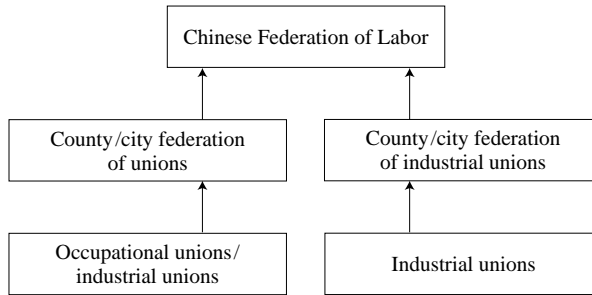 Chinese Federation of Labor
County/city federation
of unions
County/city federation
of industrial unions
Occupational unions/
industrial unions
Industrial unions